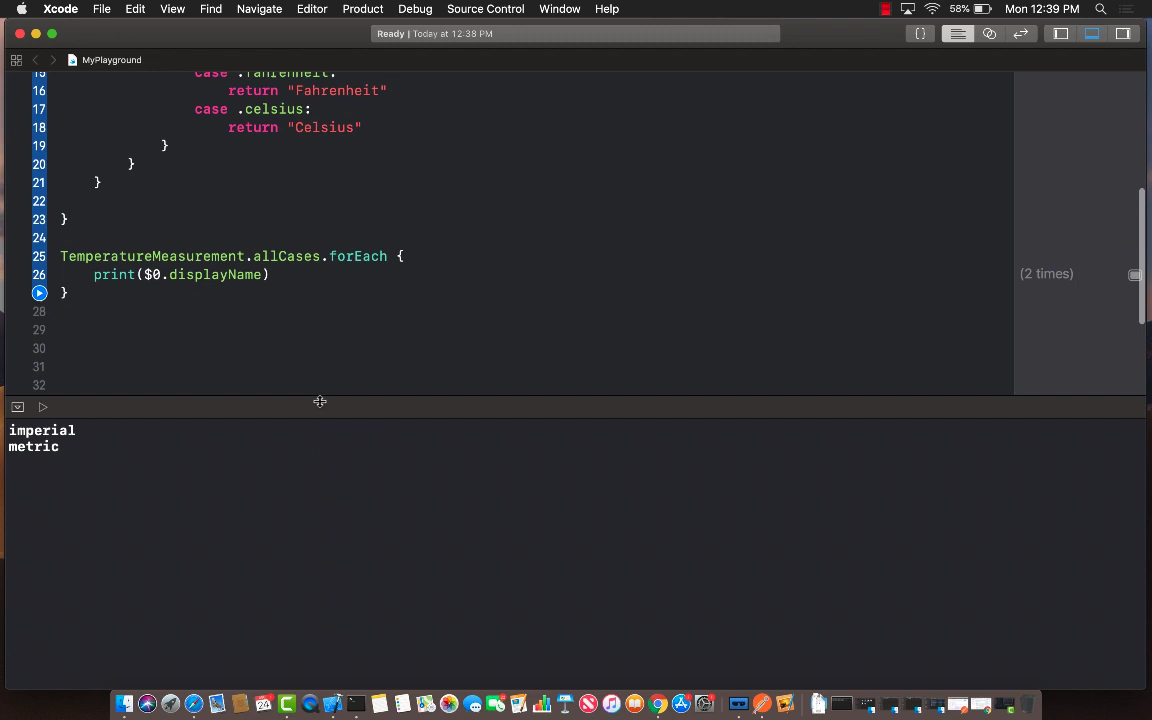 Xcode File Edit View Find Navigate Editor Product Debug Source Control Window Help 58% Mon 12:39 PM
Ready | Today at 12:38 PM
MyPlayground
15 case .fahrenheit:
16 return "Fahrenheit"
17 case .celsius:
18 return "Celsius"
19 }
20 }
21 }
22
23 }
24
25 TemperatureMeasurement.allCases.forEach {
26 print($0.displayName) (2 times)
}
28
29
30
31
32
imperial
metric